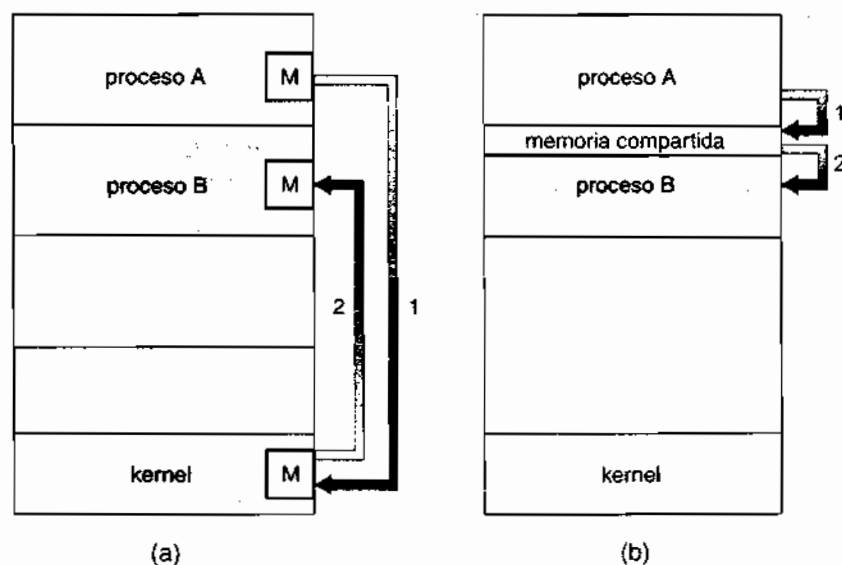 proceso A
M
proceso B
M
2
1
kernel
M
(a)
proceso A
1
memoria compartida
2
proceso B
kernel
(b)